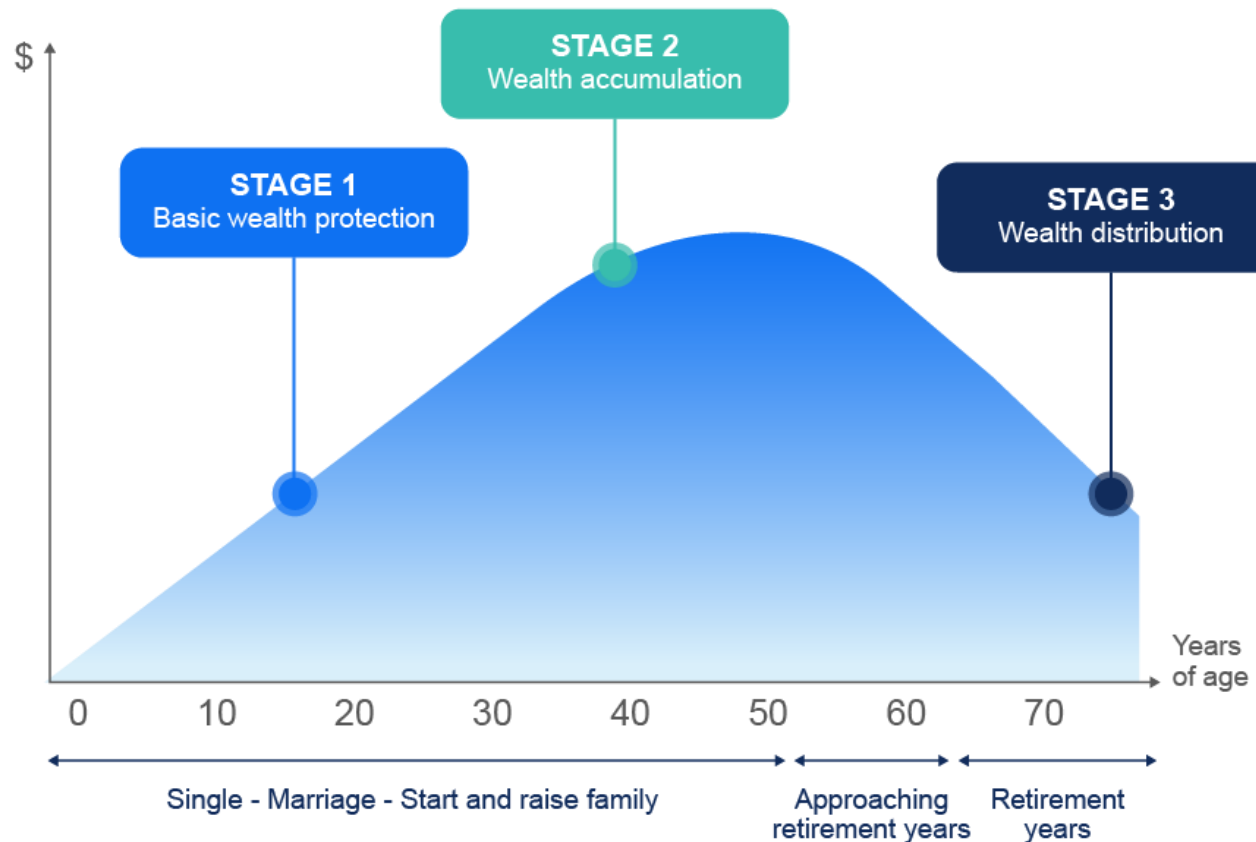 $
STAGE 2
Wealth accumulation
STAGE 1
Basic wealth protection
STAGE 3
Wealth distribution
Years
of age
0 10 20 30 40 50 60 70
Single - Marriage - Start and raise family
Approaching
retirement years
Retirement
years